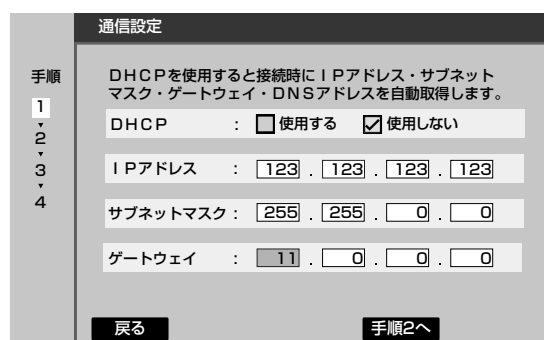 通信設定
手順
1
2
3
4
DHCPを使用すると接続時にIPアドレス・サブネット
マスク・ゲートウェイ・DNSアドレスを自動取得します。
DHCP : 使用する 使用しない
IPアドレス : 123 . 123 . 123 . 123
サブネットマスク : 255 . 255 . 0 . 0
ゲートウェイ : 11 . 0 . 0 . 0
戻る 手順2へ